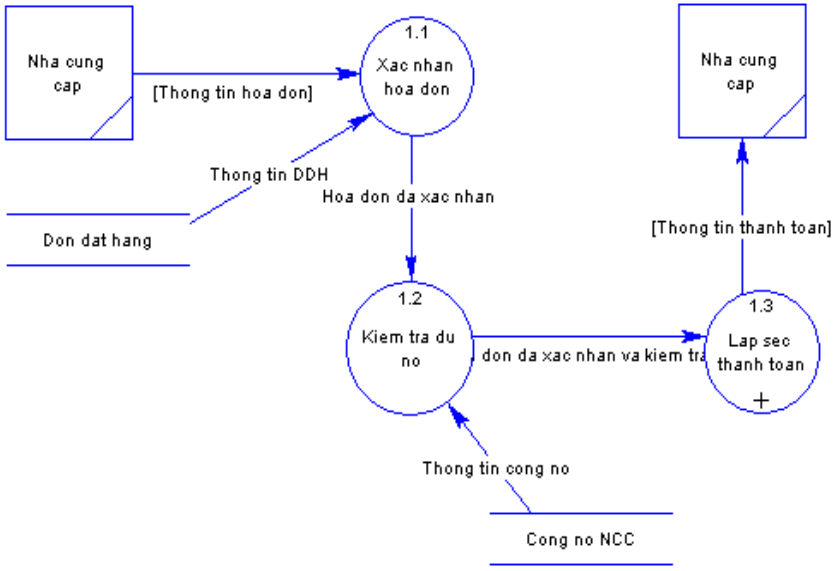 Nha cung
cap
[Thong tin hoa don]
1.1
Xac nhan
hoa don
Nha cung
cap
Thong tin DDH
Hoa don da xac nhan
Don dat hang
[Thong tin thanh toan]
1.2
Kiem tra du
no
don da xac nhan va kiem tra
1.3
Lap sec
thanh toan
+
Thong tin cong no
Cong no NCC